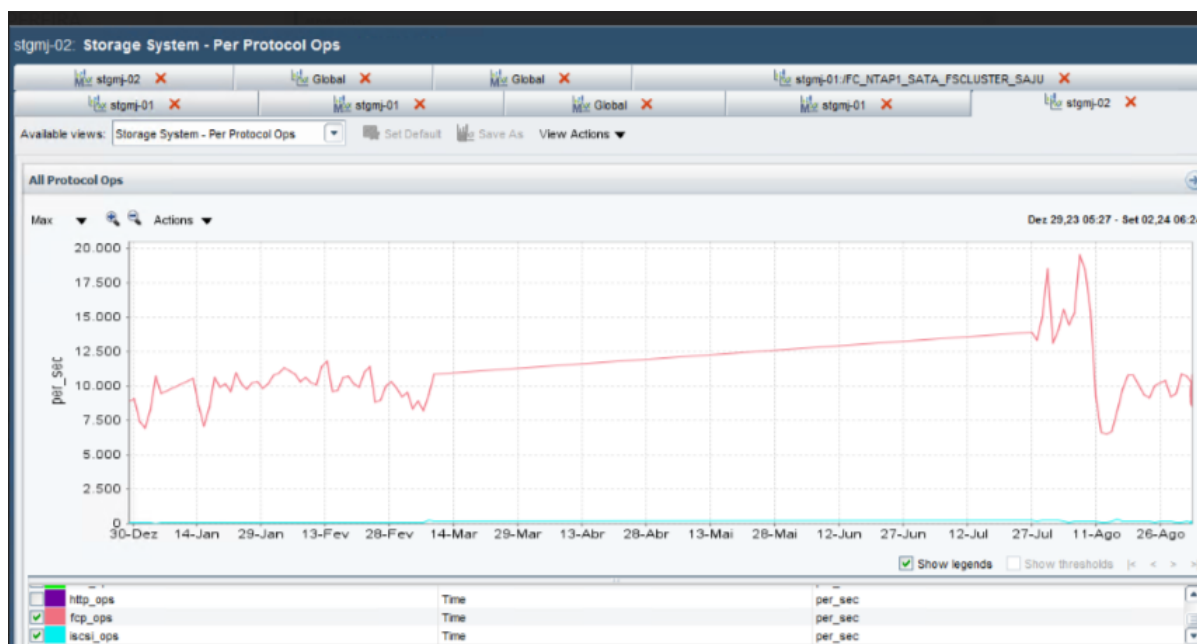 stgmj-02: Storage System - Per Protocol Ops
stgmj-02 Global Global stgmj-01:/FC_NTAP1_SATA_FSCLUSTER_SAJU
stgmj-01 stgmj-01 Global stgmj-01 stgmj-02
Available views: Storage System - Per Protocol Ops Set Default Save As View Actions
All Protocol Ops
Max Actions Dez 29,23 05:27 - Set 02,24 06:24
20.000
17.500
15.000
12.500
10.000
7.500
5.000
2.500
0
per_sec
30-Dez 14-Jan 29-Jan 13-Fev 28-Fev 14-Mar 29-Mar 13-Abr 28-Abr 13-Mai 28-Mai 12-Jun 27-Jun 12-Jul 27-Jul 11-Ago 26-Ago
Show legends Show thresholds |< < > >
http_ops Time per_sec
fcp_ops Time per_sec
iscsi_ops Time per_sec